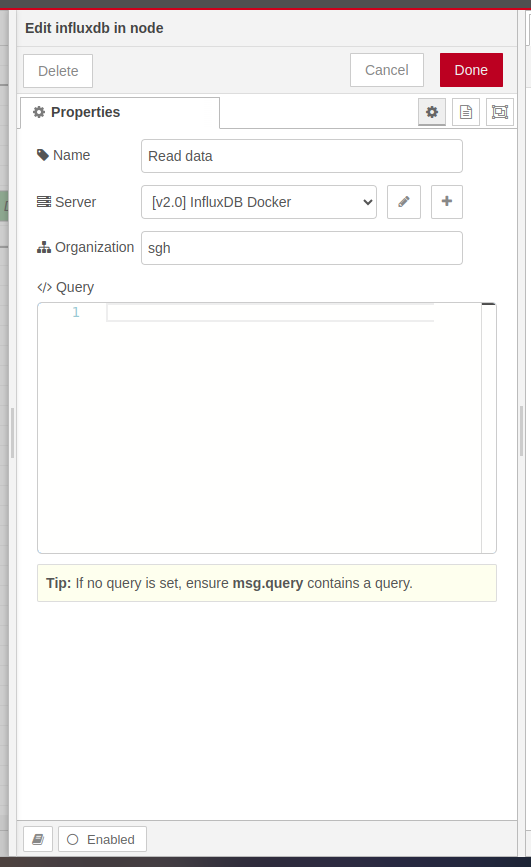 Edit influxdb in node
Delete
Cancel
Done
Properties
Name
Read data
Server
[v2.0] InfluxDB Docker
Organization
sgh
</> Query
1
Tip: If no query is set, ensure msg.query contains a query.
Enabled